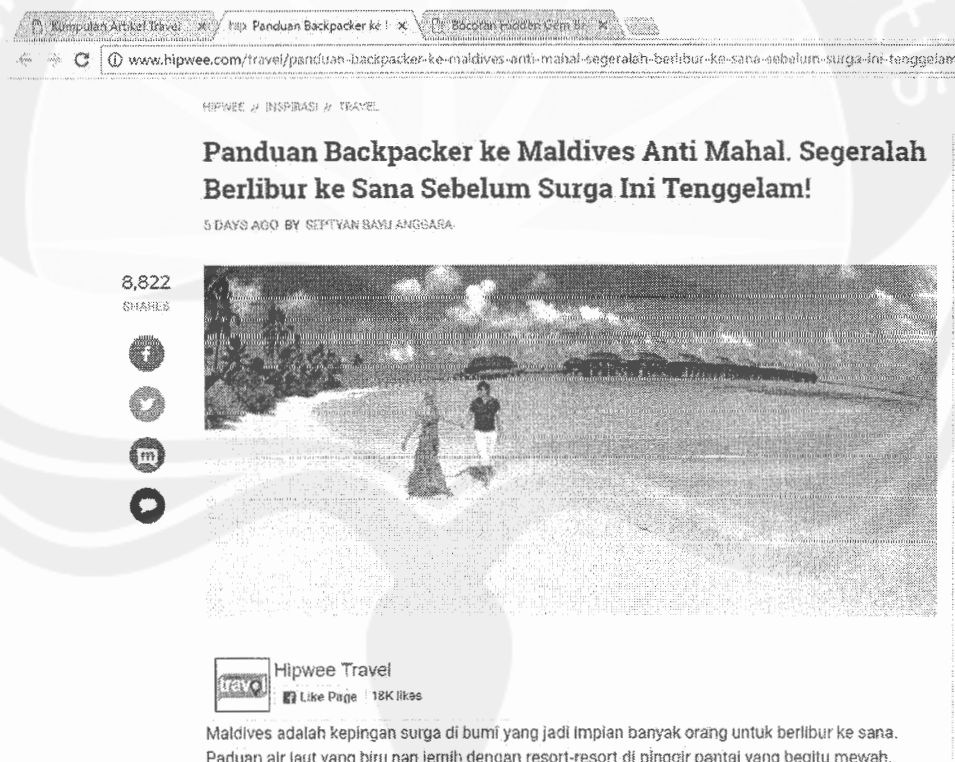 Kumpulan Artikel Travel
hip Panduan Backpacker ke
Bocoran Hidden Gem
www.hipwee.com/travel/panduan-backpacker-ke-maldives-anti-mahal-segeralah-berlibur-ke-sana-sebelum-surga-ini-tenggelam
HIPWEE // INSPIRASI // TRAVEL
Panduan Backpacker ke Maldives Anti Mahal. Segeralah
Berlibur ke Sana Sebelum Surga Ini Tenggelam!
5 DAYS AGO BY SEPTYAN BAYU ANGGARA
8,822
SHARES
travel
Hipwee Travel
Like Page 18K likes
Maldives adalah kepingan surga di bumi yang jadi impian banyak orang untuk berlibur ke sana.
Paduan air laut yang biru nan jernih dengan resort-resort di pinggir pantai yang begitu mewah,